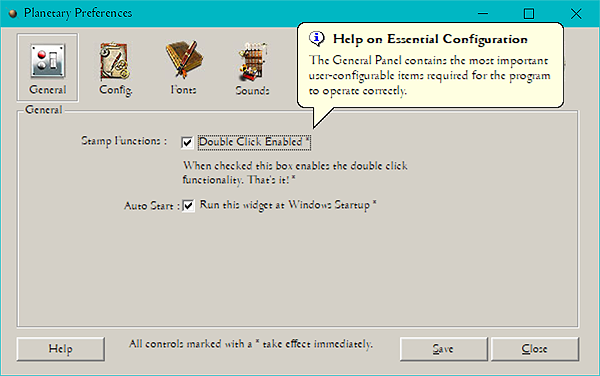 Planetary Preferences
Help on Essential Configuration
The General Panel contains the most important
user-configurable items required for the program
to operate correctly.
General Config. Fonts Sounds
General
Stamp Functions : Double Click Enabled *
When checked this box enables the double click
functionality. That's it! *
Auto Start : Run this widget at Windows Startup *
Help All controls marked with a * take effect immediately. Save Close